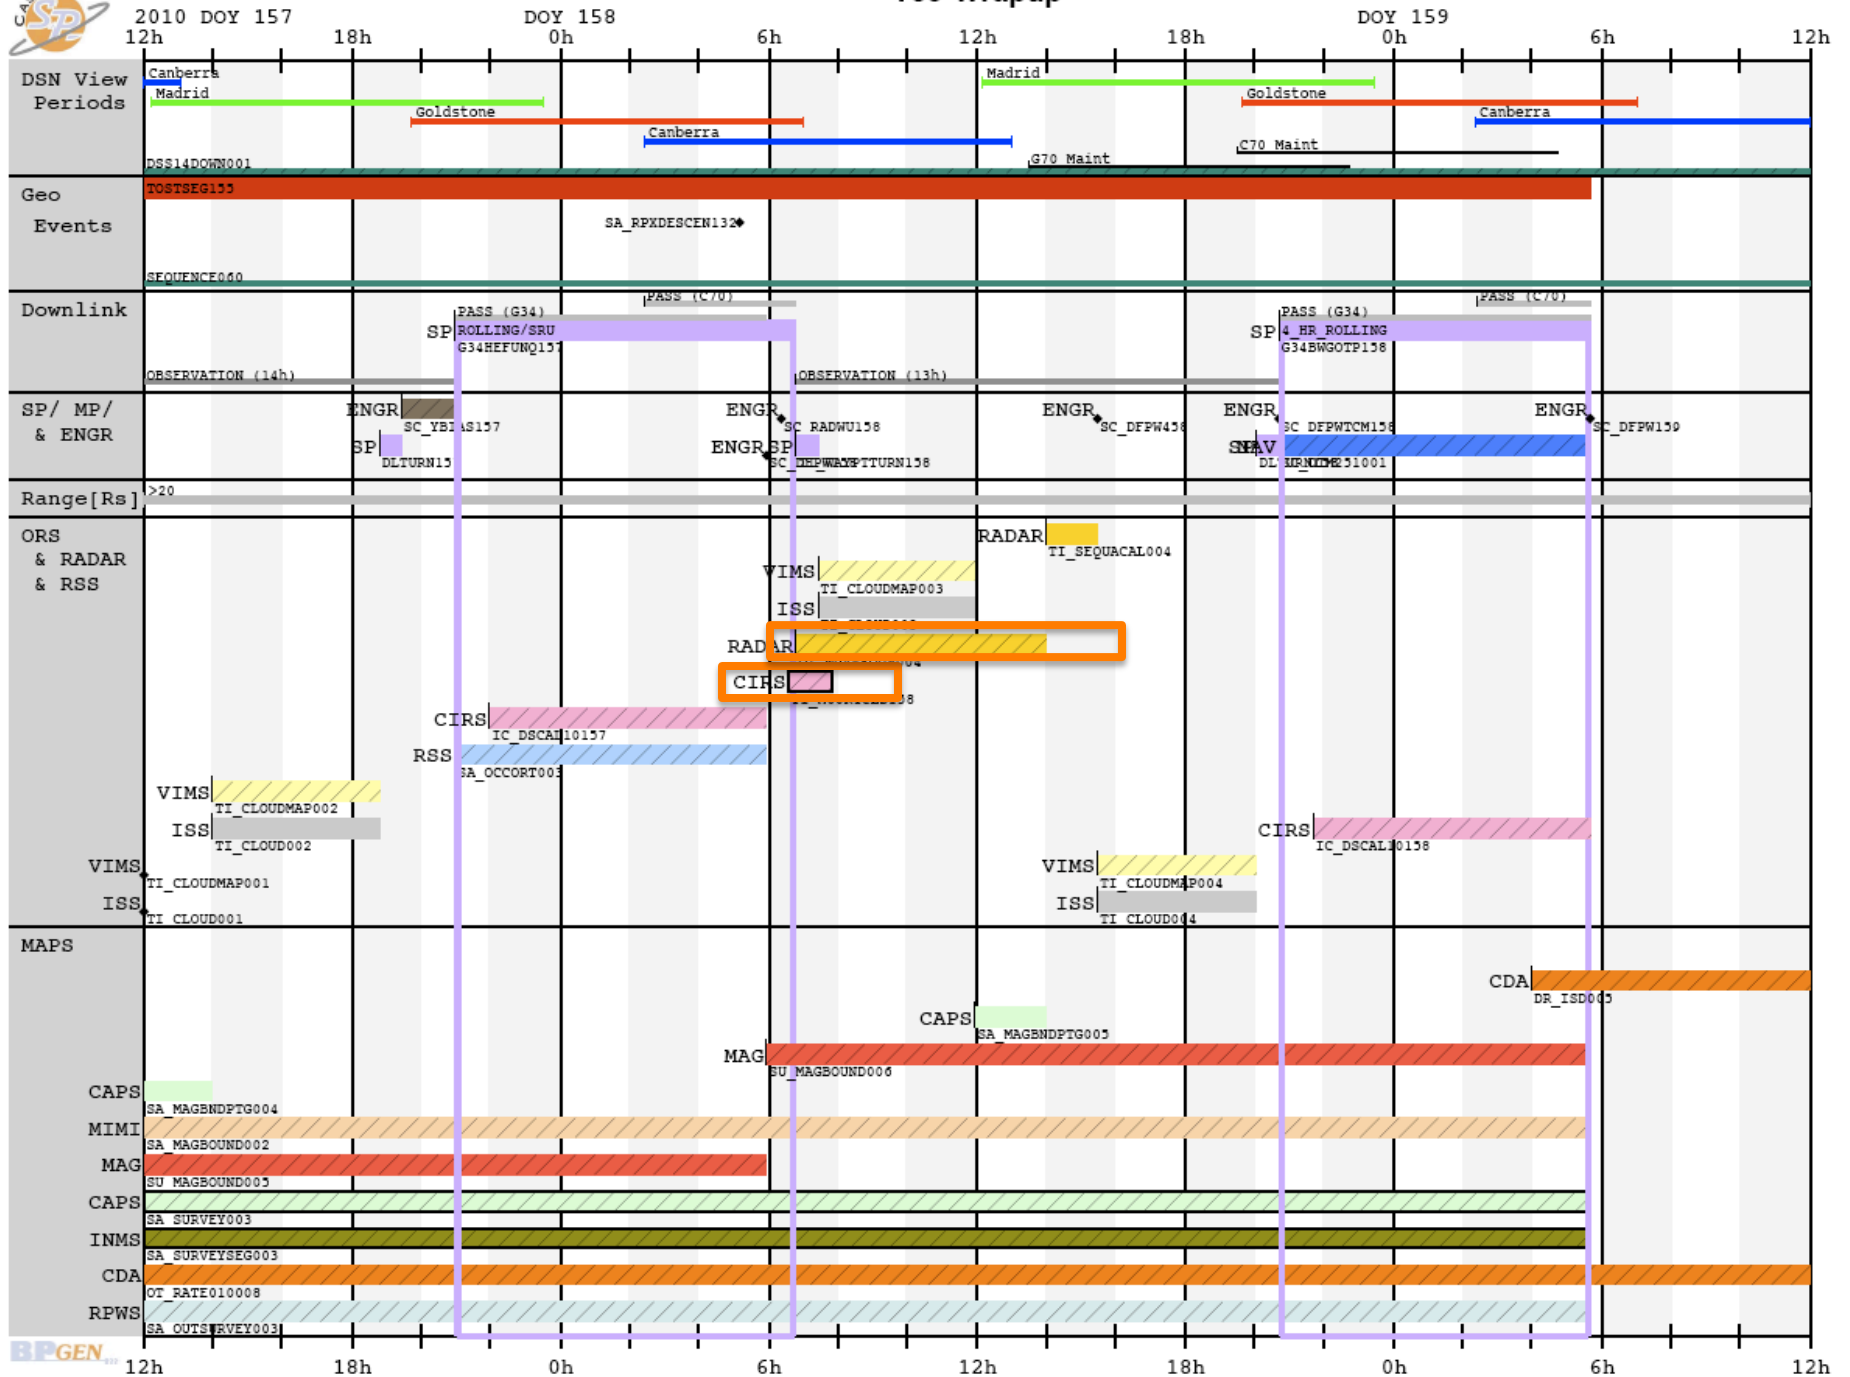 2010 DOY 157 DOY 158 DOY 159
12h 18h 0h 6h 12h 18h 0h 6h 12h
DSN View
Periods
Canberra
Madrid
Goldstone
Canberra
Madrid
Goldstone
Canberra
C70 Maint
G70 Maint
DSS14DOWN001
Geo
Events
TOSTSEG155
SA_RPXDESCEN132
SEQUENCE060
Downlink
PASS (C70) PASS (C70)
PASS (G34) PASS (G34)
SP ROLLING/SRU SP 4_HR_ROLLING
G34HEFUNQ157 G34BWGOTP158
OBSERVATION (14h) OBSERVATION (13h)
SP/ MP/
& ENGR
ENGR ENGR ENGR ENGR ENGR
SC_YBIAS157 SC_RADWU158 SC_DFPW458 SC_DFPWTCM158 SC_DFPW159
SP ENGR SP NAV
DLTURN15
Range[Rs] >20
ORS
& RADAR
& RSS
RADAR
TI_SEQUACAL004
VIMS
TI_CLOUDMAP003
ISS
RADAR
CIRS
CIRS
IC_DSCAL10157
RSS
SA_OCCORT003
VIMS
TI_CLOUDMAP002
ISS
TI_CLOUD002
CIRS
IC_DSCAL10158
VIMS VIMS
TI_CLOUDMAP001 TI_CLOUDMAP004
ISS ISS
TI_CLOUD001 TI_CLOUD004
MAPS
CDA
DR_ISD005
CAPS
SA_MAGBNDPTG005
MAG
SU_MAGBOUND006
CAPS
SA_MAGBNDPTG004
MIMI
SA_MAGBOUND002
MAG
SU_MAGBOUND005
CAPS
SA_SURVEY003
INMS
SA_SURVEYSEG003
CDA
OT_RATE010008
RPWS
SA_OUTSURVEY003
BPGEN
12h 18h 0h 6h 12h 18h 0h 6h 12h